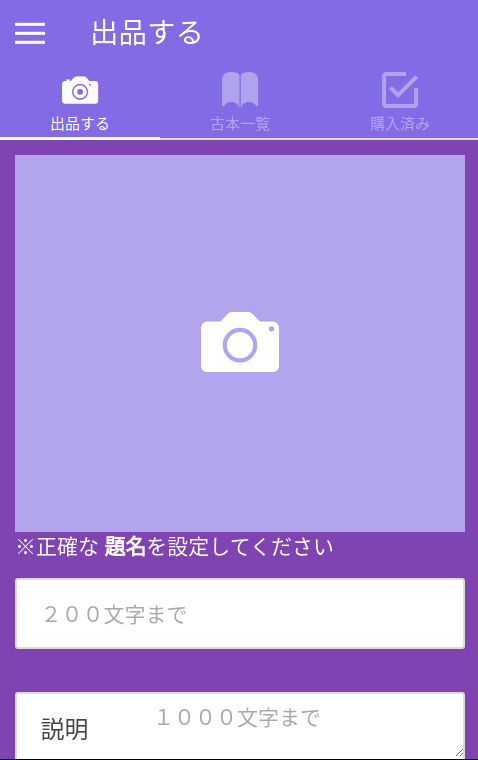 出品する
出品する
古本一覧
購入済み
※正確な 題名を設定してください
２００文字まで
説明
１０００文字まで